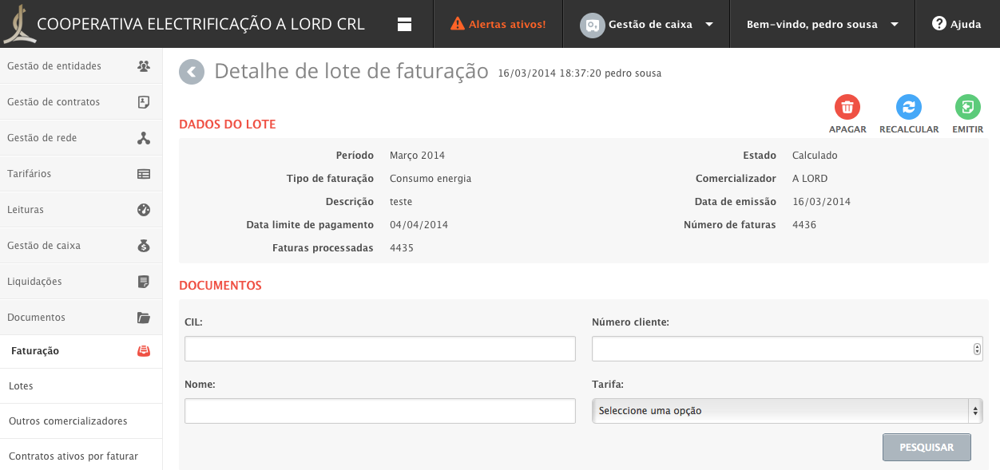 COOPERATIVA ELECTRIFICAÇÃO A LORD CRL
Alertas ativos!
Gestão de caixa
Bem-vindo, pedro sousa
Ajuda
Gestão de entidades
Gestão de contratos
Gestão de rede
Tarifários
Leituras
Gestão de caixa
Liquidações
Documentos
Faturação
Lotes
Outros comercializadores
Contratos ativos por faturar
Detalhe de lote de faturação 16/03/2014 18:37:20 pedro sousa
APAGAR RECALCULAR EMITIR
DADOS DO LOTE
Período Março 2014 Estado Calculado
Tipo de faturação Consumo energia Comercializador A LORD
Descrição teste Data de emissão 16/03/2014
Data limite de pagamento 04/04/2014 Número de faturas 4436
Faturas processadas 4435
DOCUMENTOS
CIL: Número cliente:
Nome: Tarifa:
Seleccione uma opção
PESQUISAR